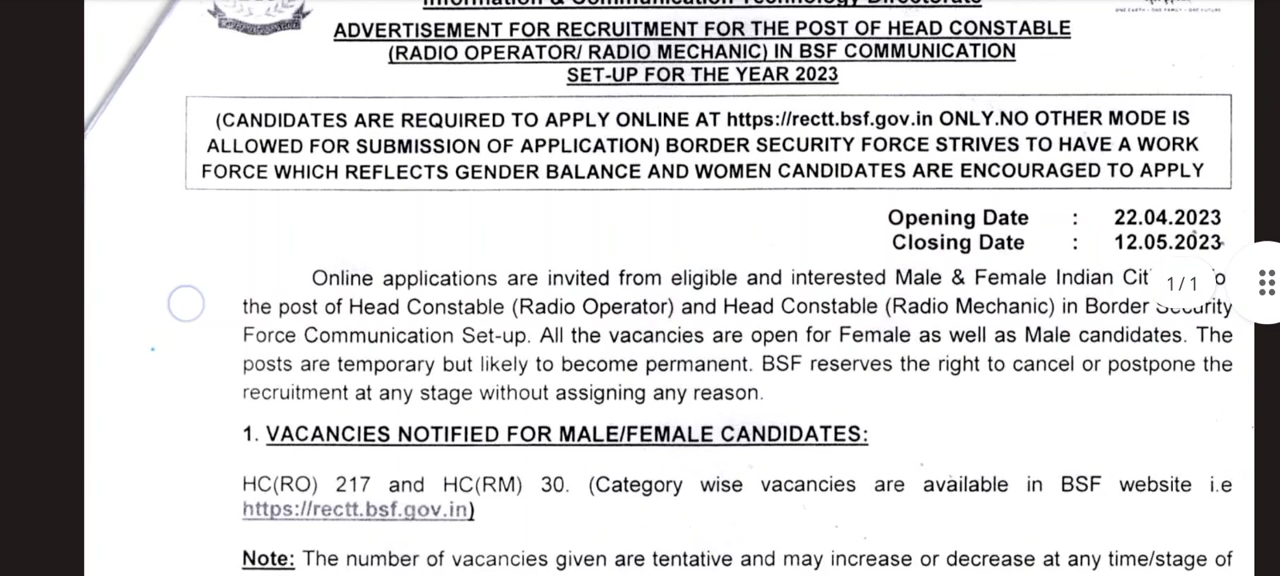 Information & Communication Technology Directorate
ADVERTISEMENT FOR RECRUITMENT FOR THE POST OF HEAD CONSTABLE
(RADIO OPERATOR/ RADIO MECHANIC) IN BSF COMMUNICATION
SET-UP FOR THE YEAR 2023
(CANDIDATES ARE REQUIRED TO APPLY ONLINE AT https://rectt.bsf.gov.in ONLY.NO OTHER MODE IS
ALLOWED FOR SUBMISSION OF APPLICATION) BORDER SECURITY FORCE STRIVES TO HAVE A WORK
FORCE WHICH REFLECTS GENDER BALANCE AND WOMEN CANDIDATES ARE ENCOURAGED TO APPLY
Opening Date : 22.04.2023
Closing Date : 12.05.2023
Online applications are invited from eligible and interested Male & Female Indian Cit
1/1
the post of Head Constable (Radio Operator) and Head Constable (Radio Mechanic) in Border Security
Force Communication Set-up. All the vacancies are open for Female as well as Male candidates. The
posts are temporary but likely to become permanent. BSF reserves the right to cancel or postpone the
recruitment at any stage without assigning any reason.
1. VACANCIES NOTIFIED FOR MALE/FEMALE CANDIDATES:
HC(RO) 217 and HC(RM) 30. (Category wise vacancies are available in BSF website i.e
https://rectt.bsf.gov.in)
Note: The number of vacancies given are tentative and may increase or decrease at any time/stage of